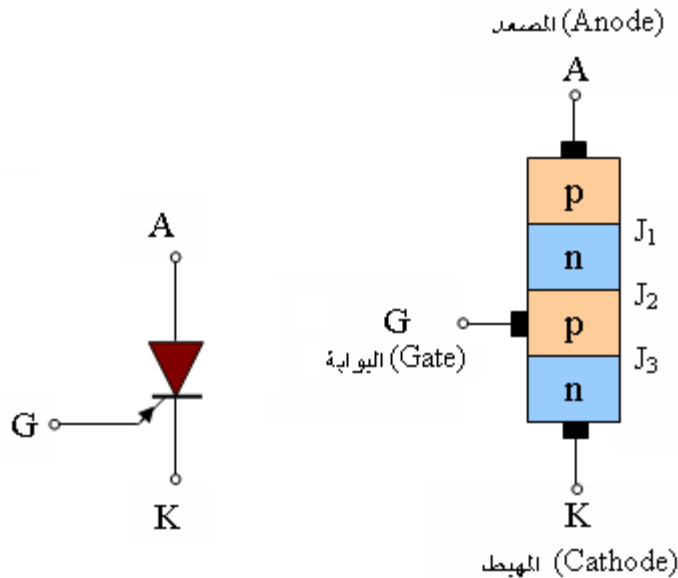 المصعد (Anode)
A
p
J1
n
J2
p
J3
n
G
البوابة (Gate)
K
المهبط (Cathode)
A
G
K